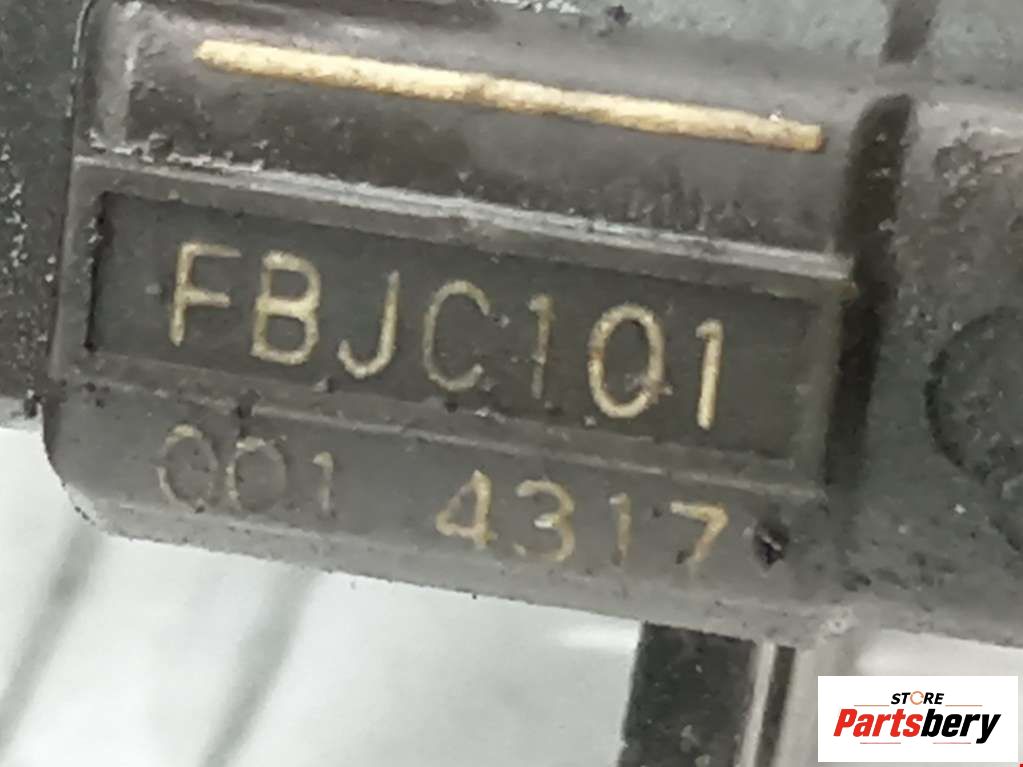 FBJC101
001 4317
STORE
Partsbery